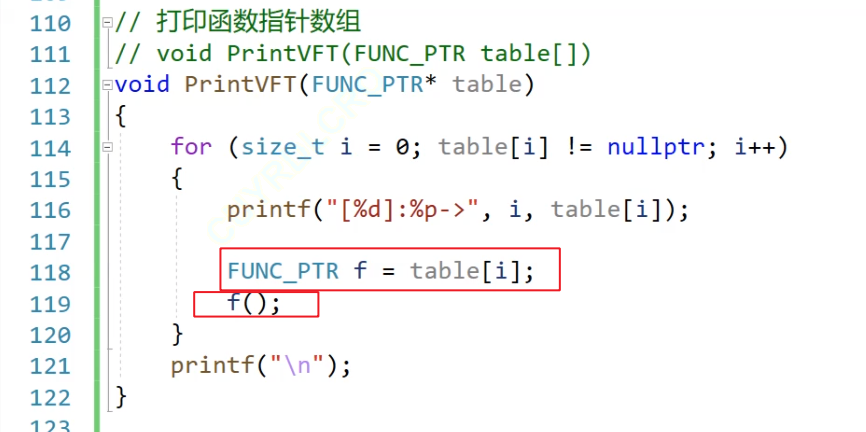 110 // 打印函数指针数组
111 // void PrintVFT(FUNC_PTR table[])
112 void PrintVFT(FUNC_PTR* table)
113 {
114 for (size_t i = 0; table[i] != nullptr; i++)
115 {
116 printf("[%d]:%p->", i, table[i]);
117
118 FUNC_PTR f = table[i];
119 f();
120 }
121 printf("\n");
122 }
123